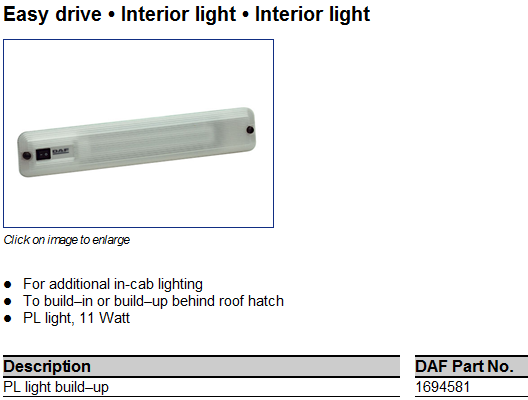 Easy drive • Interior light • Interior light
DAF
Click on image to enlarge
● For additional in-cab lighting
● To build–in or build–up behind roof hatch
● PL light, 11 Watt
Description DAF Part No.
PL light build–up 1694581